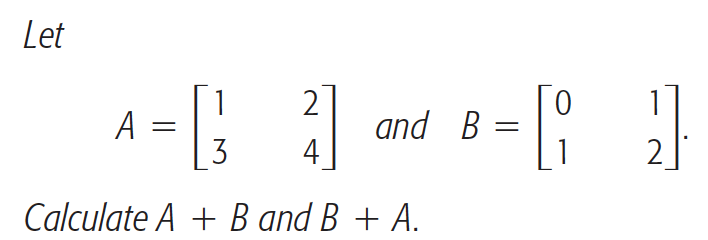 Let
A = [1 2
3 4] and B = [0 1
1 2].
Calculate A + B and B + A.